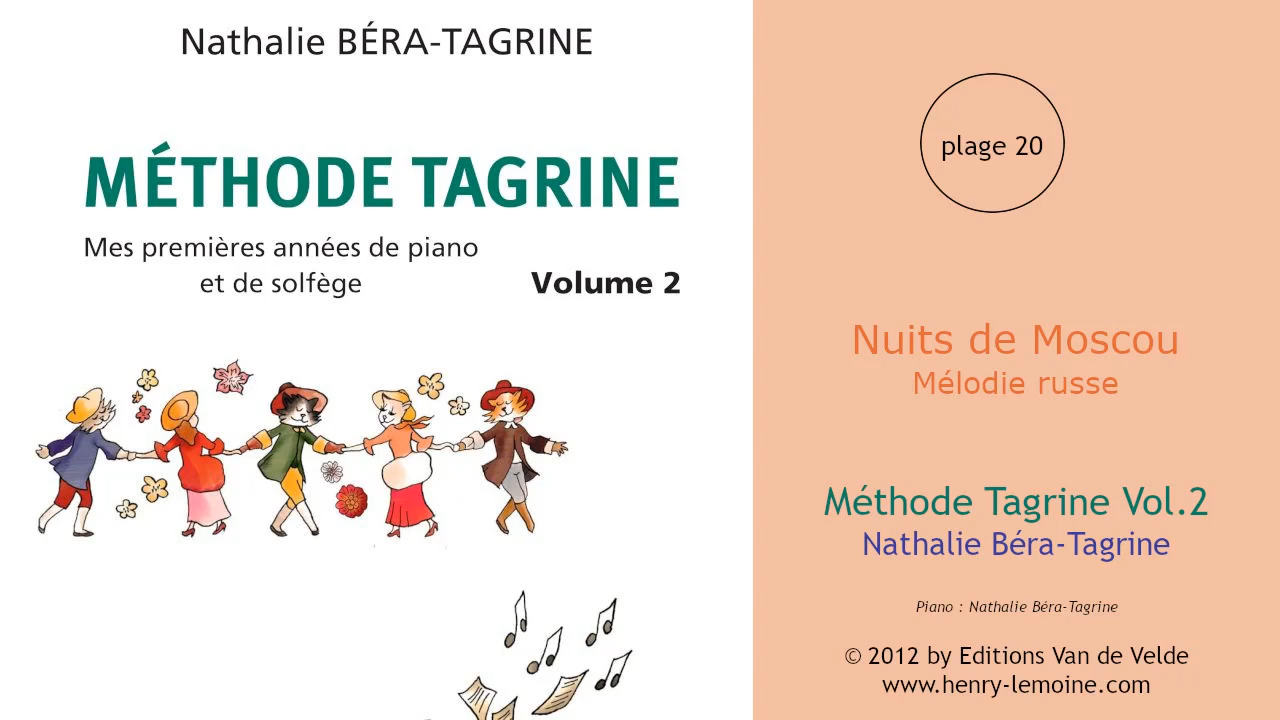 Nathalie BÉRA-TAGRINE
MÉTHODE TAGRINE
Mes premières années de piano
et de solfège
Volume 2
plage 20
Nuits de Moscou
Mélodie russe
Méthode Tagrine Vol.2
Nathalie Béra-Tagrine
Piano : Nathalie Béra-Tagrine
© 2012 by Editions Van de Velde
www.henry-lemoine.com